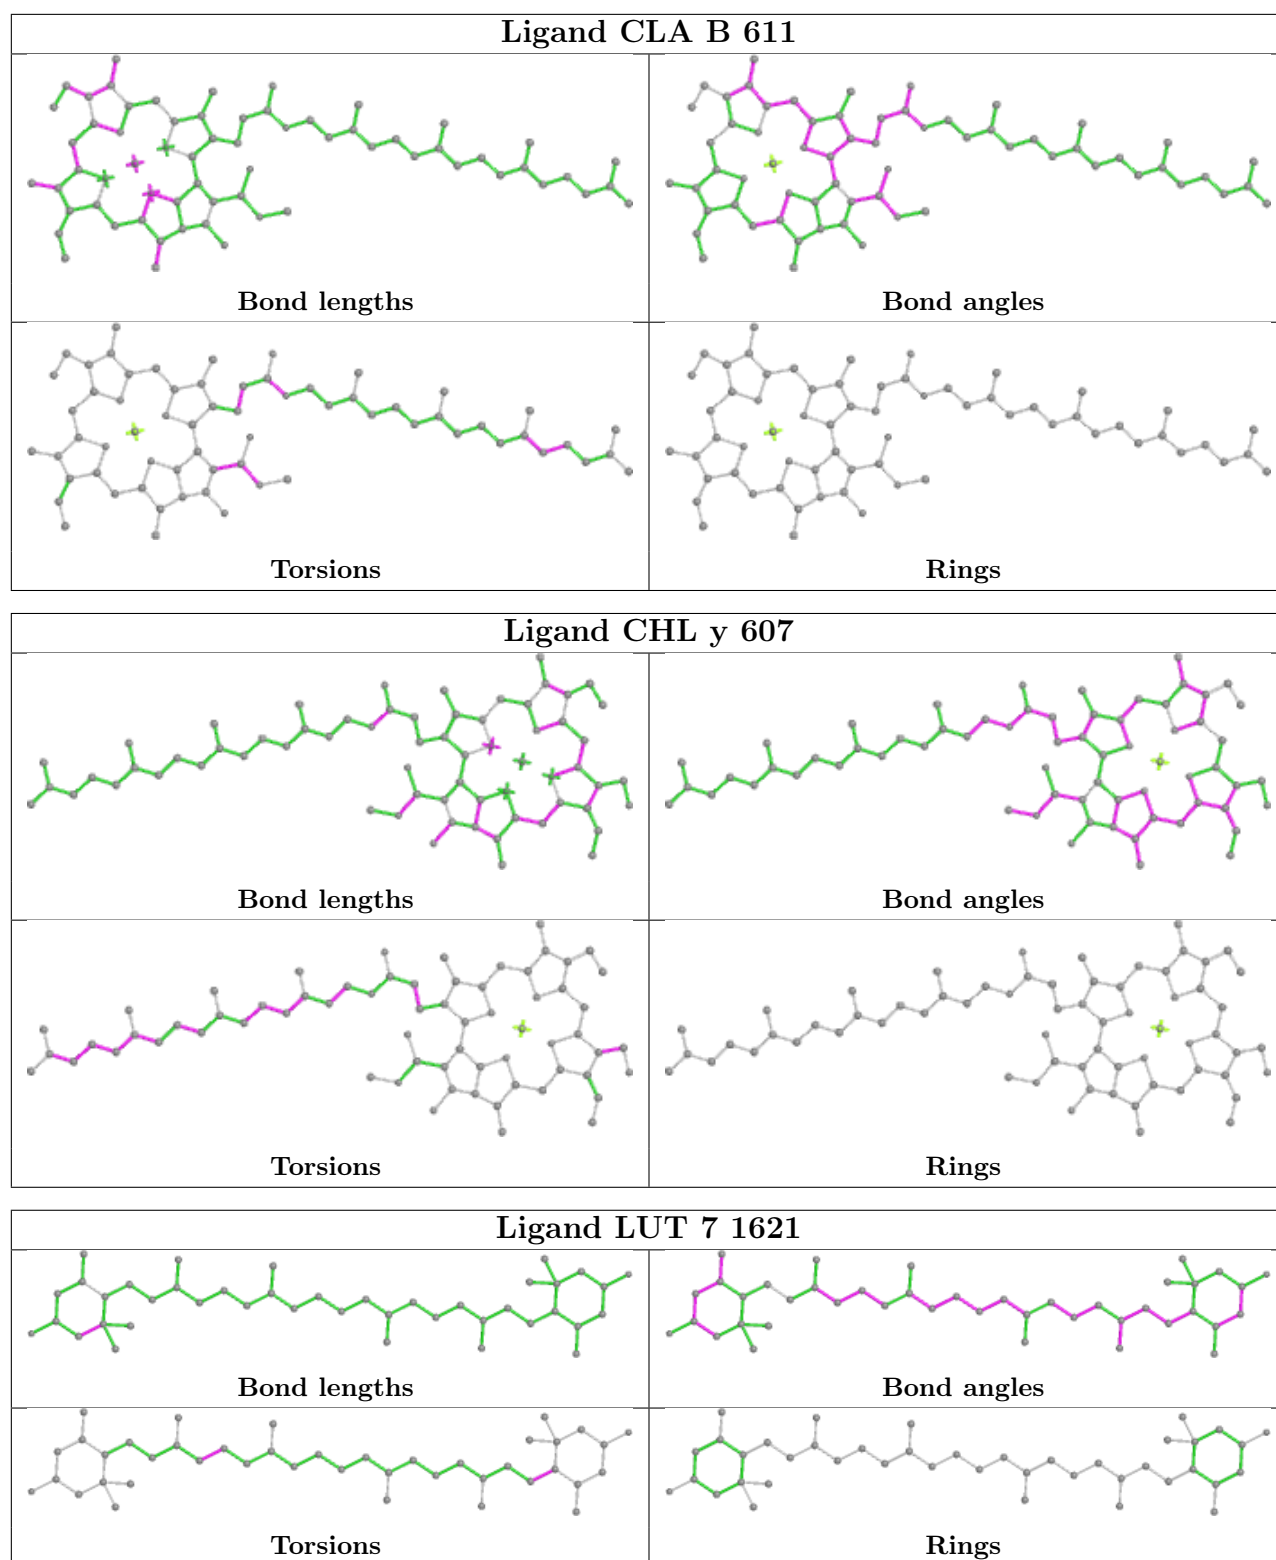 Ligand CLA B 611
Bond lengths
Bond angles
Torsions
Rings
Ligand CHL y 607
Bond lengths
Bond angles
Torsions
Rings
Ligand LUT 7 1621
Bond lengths
Bond angles
Torsions
Rings